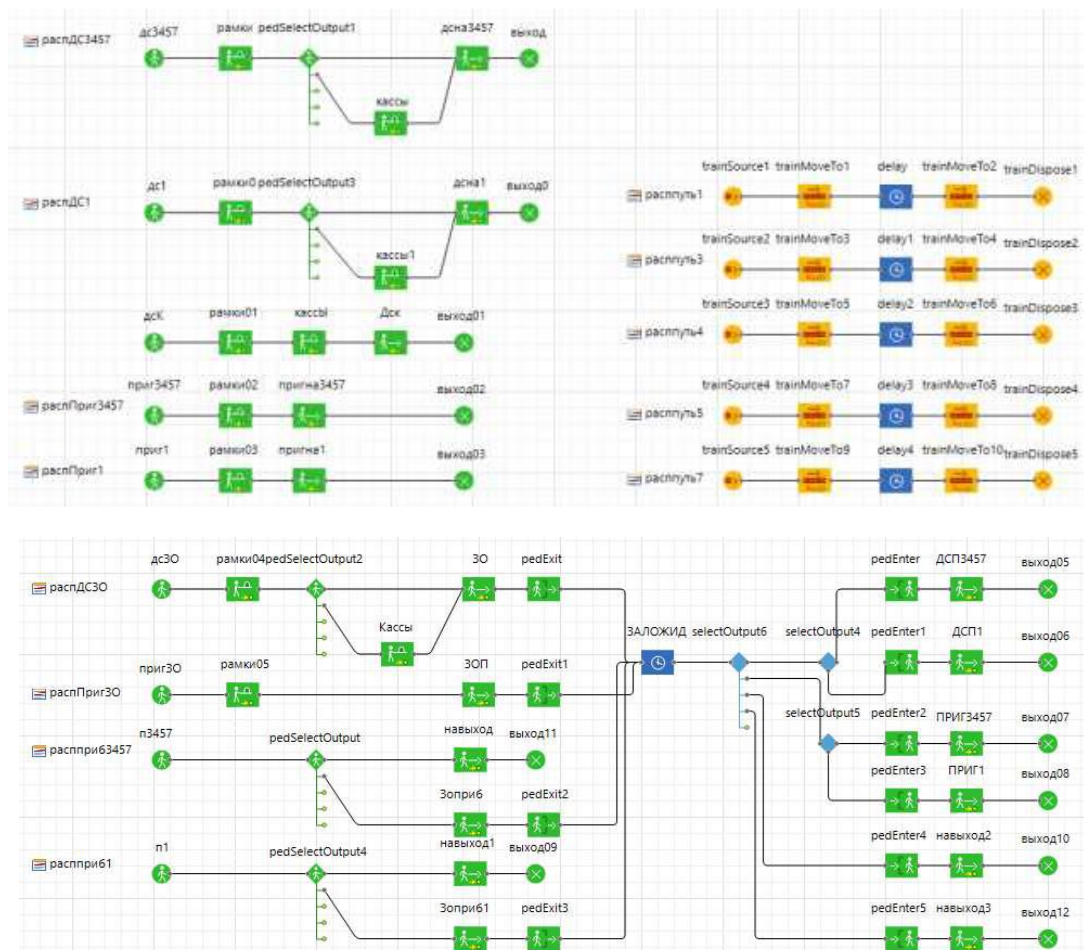 дс3457 рамки pedSelectOutput1 дсна3457 выход
распДС3457
кассы
trainSource1 trainMoveTo1 delay trainMoveTo2 trainDispose1
распПуть1
дс1 рамки0 pedSelectOutput3 дсна1 выход0
распДС1
кассы1
trainSource2 trainMoveTo3 delay1 trainMoveTo4 trainDispose2
распуть3
дсК рамки01 кассы Дск выход01
trainSource3 trainMoveTo5 delay2 trainMoveTo6 trainDispose3
распуть4
приг3457 рамки02 пригна3457 выход02
распПриг3457
trainSource4 trainMoveTo7 delay3 trainMoveTo8 trainDispose4
распуть5
приг1 рамки03 пригна1 выход03
распПриг1
trainSource5 trainMoveTo9 delay4 trainMoveTo10 trainDispose5
распуть7
дсЗО рамки04 pedSelectOutput2 ЗО pedExit pedEnter ДСП3457 выход05
распДСЗО
Кассы ЗАЛОЖИД selectOutput6 selectOutput4 pedEnter1 ДСП1 выход06
пригЗО рамки05 ЗОП pedExit1
распПригЗО
selectOutput5 pedEnter2 ПРИГ3457 выход07
п3457 pedSelectOutput навыход выход11
расппри63457
pedEnter3 ПРИГ1 выход08
Зопри6 pedExit2
pedEnter4 навыход2 выход10
п1 pedSelectOutput4 навыход1 выход09
расппри61
Зопри61 pedExit3 pedEnter5 навыход3 выход12